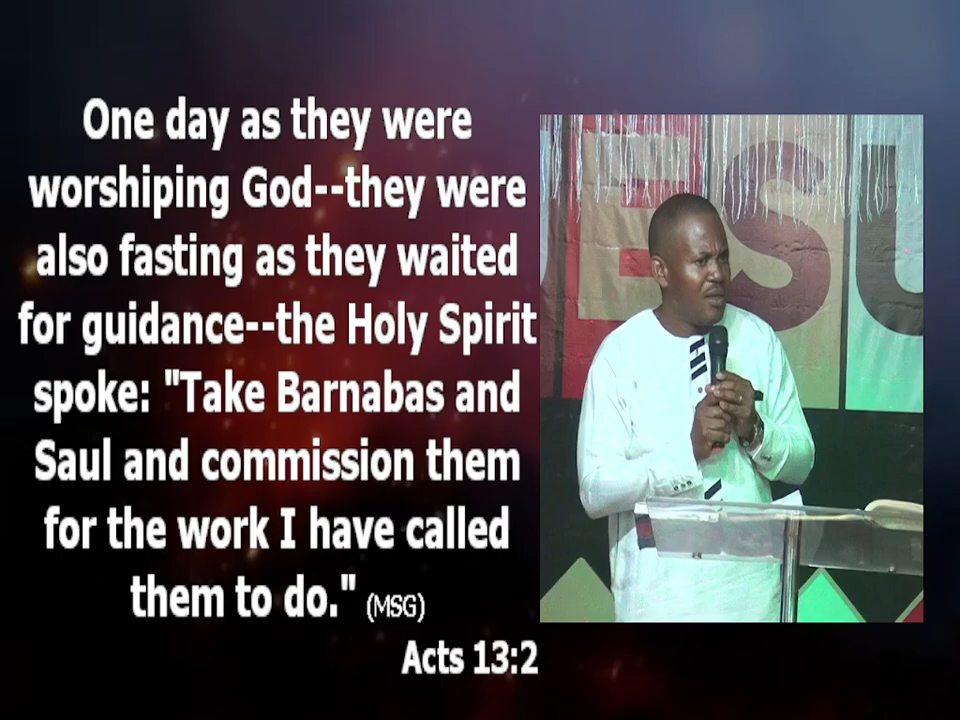 One day as they were
worshiping God--they were
also fasting as they waited
for guidance--the Holy Spirit
spoke: "Take Barnabas and
Saul and commission them
for the work I have called
them to do." (MSG)
Acts 13:2
ESU